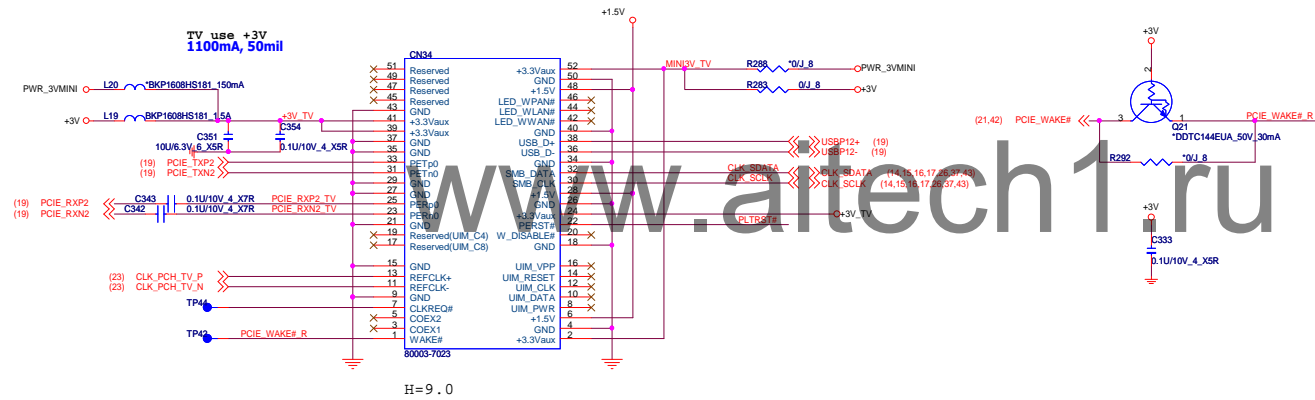 TV use +3V
1100mA, 50mil
+1.5V
CN34
+3V
PWR_3VMINI
L20
*BKP1608HS181_150mA
+3V
L19
BKP1608HS181_1.5A
+3V_TV
C351
10U/6.3V_6_X5R
C354
0.1U/10V_4_X5R
(19) PCIE_TXP2
(19) PCIE_TXN2
(19) PCIE_RXP2
C343
0.1U/10V_4_X7R
PCIE_RXP2_TV
(19) PCIE_RXN2
C342
0.1U/10V_4_X7R
PCIE_RXN2_TV
(23) CLK_PCH_TV_P
(23) CLK_PCH_TV_N
TP44
TP43
PCIE_WAKE#_R
51 Reserved
49 Reserved
47 Reserved
45 Reserved
43 GND
41 +3.3Vaux
39 +3.3Vaux
37 GND
35 GND
33 PETp0
31 PETn0
29 GND
27 GND
25 PERp0
23 PERn0
21 GND
19 Reserved(UIM_C4)
17 Reserved(UIM_C8)
15 GND
13 REFCLK+
11 REFCLK-
9 GND
7 CLKREQ#
5 COEX2
3 COEX1
1 WAKE#
+3.3Vaux 52
GND 50
+1.5V 48
LED_WPAN# 46
LED_WLAN# 44
LED_WWAN# 42
GND 40
USB_D+ 38
USB_D- 36
GND 34
SMB_DATA 32
SMB_CLK 30
+1.5V 28
GND 26
+3.3Vaux 24
PERST# 22
W_DISABLE# 20
GND 18
UIM_VPP 16
UIM_RESET 14
UIM_CLK 12
UIM_DATA 10
UIM_PWR 8
+1.5V 6
GND 4
+3.3Vaux 2
80003-7023
H=9.0
MINI3V_TV
R288
*0/J_8
PWR_3VMINI
R283
0/J_8
+3V
USBP12+ (19)
USBP12- (19)
CLK_SDATA
CLK_SDATA (14,15,16,17,26,37,43)
CLK_SCLK
CLK_SCLK (14,15,16,17,26,37,43)
+3V_TV
PLTRST#
2
(21,42) PCIE_WAKE#
3
1
PCIE_WAKE#_R
Q21
*DDTC144EUA_50V_30mA
R292
*0/J_8
+3V
C333
0.1U/10V_4_X5R
www.aitech1.ru